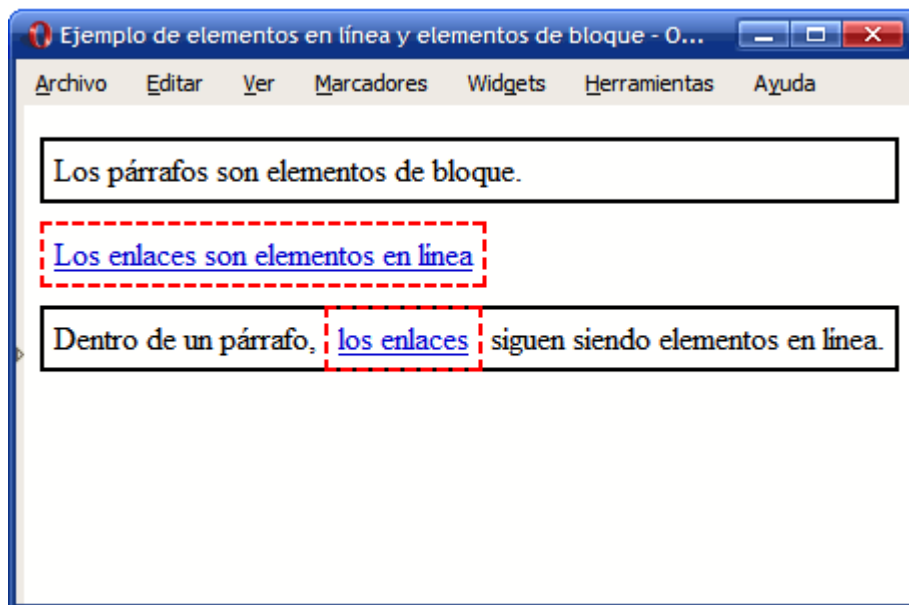 Ejemplo de elementos en línea y elementos de bloque - O...
Archivo Editar Ver Marcadores Widgets Herramientas Ayuda
Los párrafos son elementos de bloque.
Los enlaces son elementos en línea
Dentro de un párrafo, los enlaces siguen siendo elementos en línea.